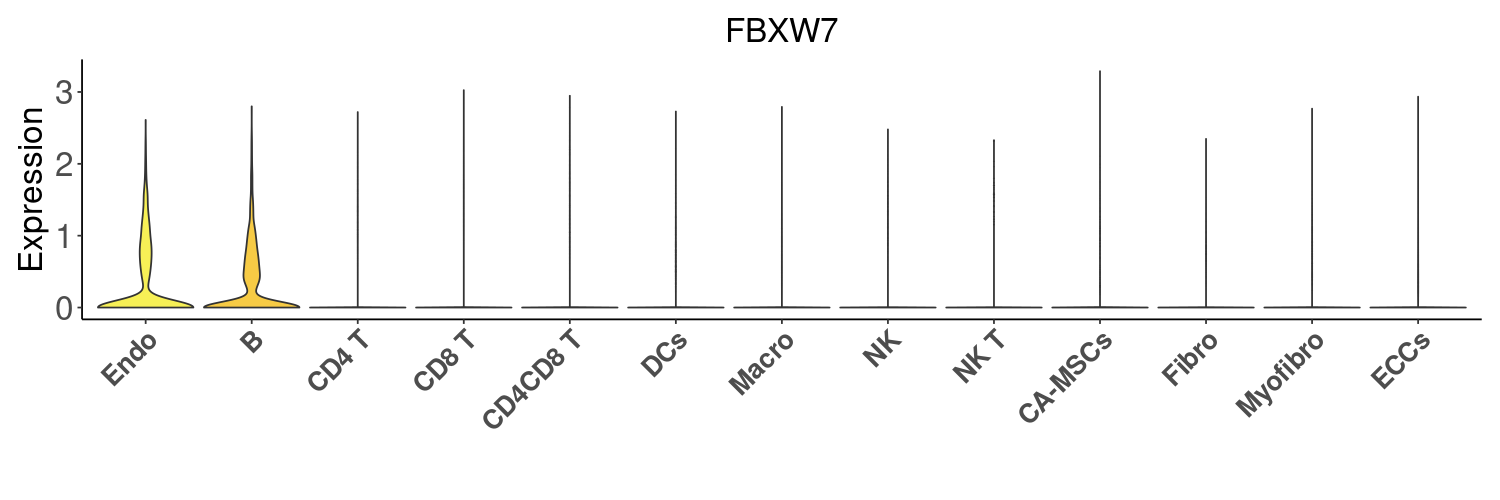 FBXW7
Expression
3
2
1
0
Endo
B
CD4 T
CD8 T
CD4CD8 T
DCs
Macro
NK
NK T
CA-MSCs
Fibro
Myofibro
ECCs